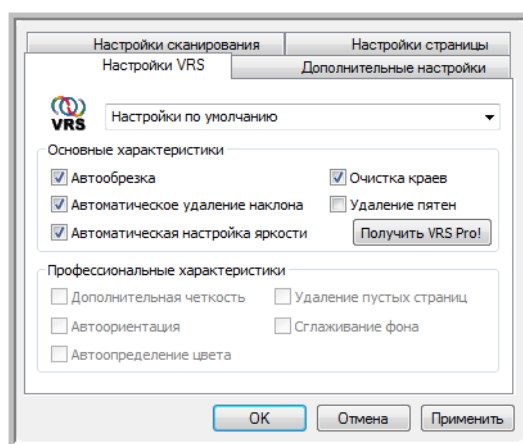 Настройки сканирования Настройки страницы
Настройки VRS Дополнительные настройки
VRS Настройки по умолчанию
Основные характеристики
Автообрезка Очистка краев
Автоматическое удаление наклона Удаление пятен
Автоматическая настройка яркости Получить VRS Pro!
Профессиональные характеристики
Дополнительная четкость Удаление пустых страниц
Автоориентация Сглаживание фона
Автоопределение цвета
OK Отмена Применить